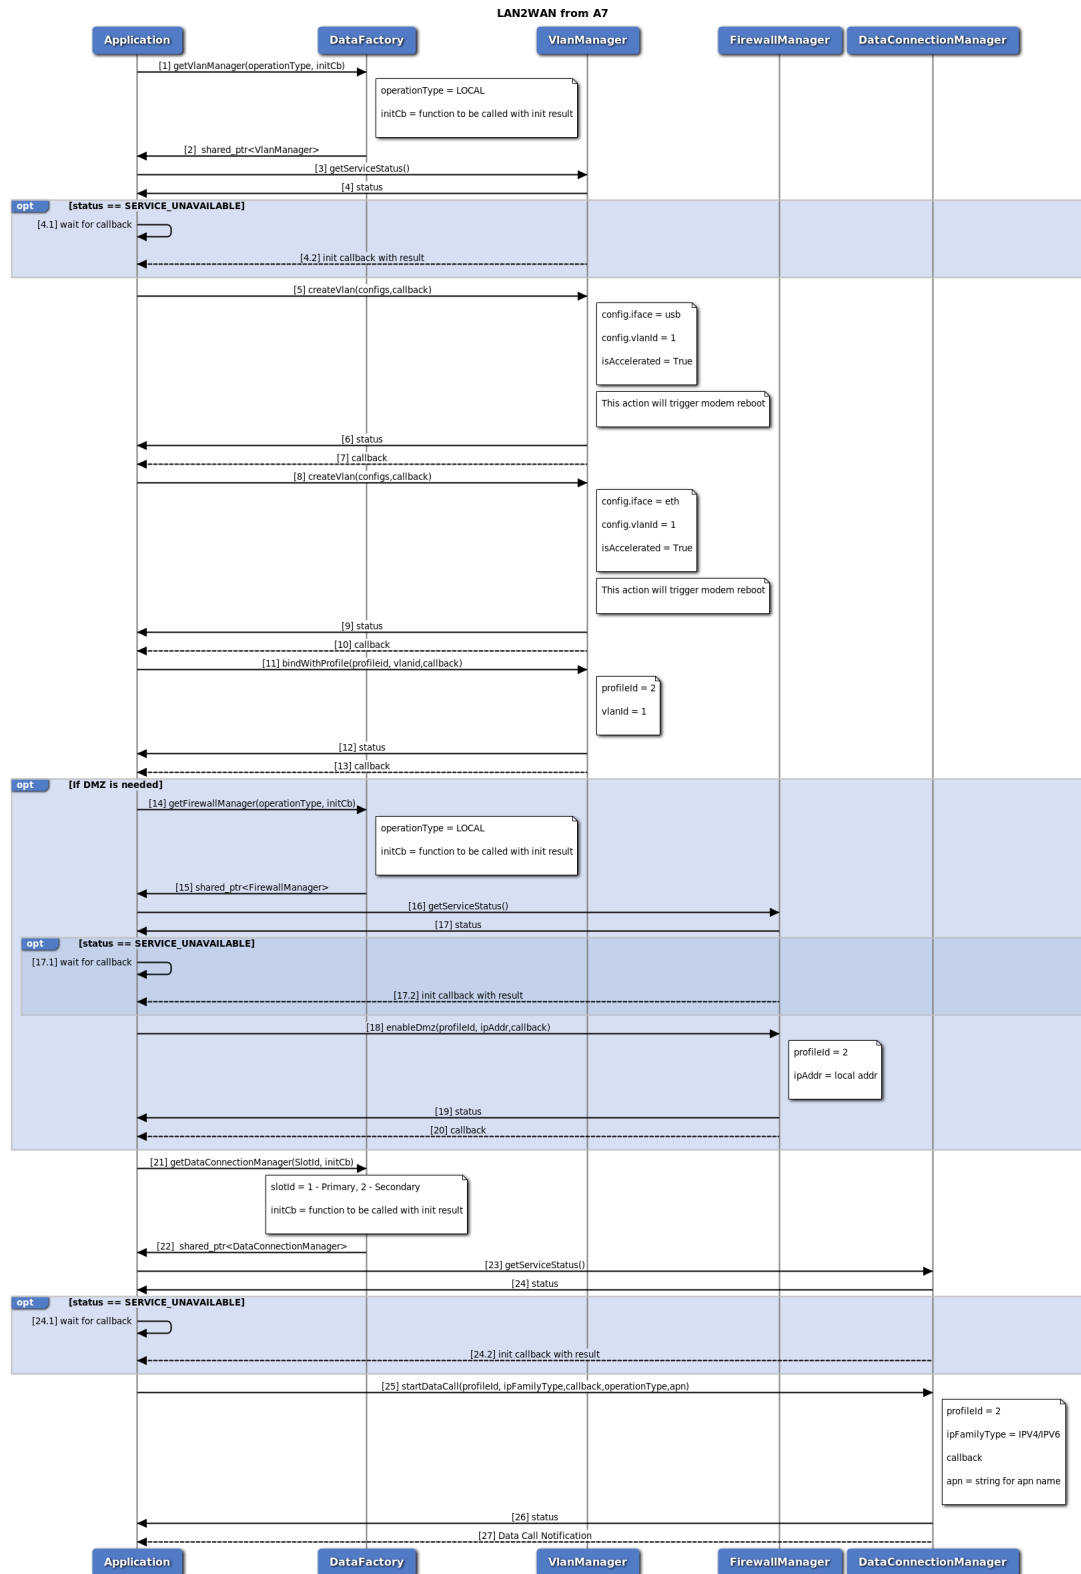 LAN2WAN from A7
Application
DataFactory
VlanManager
FirewallManager
DataConnectionManager
[1] getVlanManager(operationType, initCb)
operationType = LOCAL
initCb = function to be called with init result
[2]  shared_ptr<VlanManager>
[3] getServiceStatus()
[4] status
opt
[status == SERVICE_UNAVAILABLE]
[4.1] wait for callback
[4.2] init callback with result
[5] createVlan(configs,callback)
config.iface = usb
config.vlanId = 1
isAccelerated = True
This action will trigger modem reboot
[6] status
[7] callback
[8] createVlan(configs,callback)
config.iface = eth
config.vlanId = 1
isAccelerated = True
This action will trigger modem reboot
[9] status
[10] callback
[11] bindWithProfile(profileid, vlanid,callback)
profileId = 2
vlanId = 1
[12] status
[13] callback
opt
[If DMZ is needed]
[14] getFirewallManager(operationType, initCb)
operationType = LOCAL
initCb = function to be called with init result
[15] shared_ptr<FirewallManager>
[16] getServiceStatus()
[17] status
opt
[status == SERVICE_UNAVAILABLE]
[17.1] wait for callback
[17.2] init callback with result
[18] enableDmz(profileId, ipAddr,callback)
profileId = 2
ipAddr = local addr
[19] status
[20] callback
[21] getDataConnectionManager(SlotId, initCb)
slotId = 1 - Primary, 2 - Secondary
initCb = function to be called with init result
[22]  shared_ptr<DataConnectionManager>
[23] getServiceStatus()
[24] status
opt
[status == SERVICE_UNAVAILABLE]
[24.1] wait for callback
[24.2] init callback with result
[25] startDataCall(profileId, ipFamilyType,callback,operationType,apn)
profileId = 2
ipFamilyType = IPV4/IPV6
callback
apn = string for apn name
[26] status
[27] Data Call Notification
Application
DataFactory
VlanManager
FirewallManager
DataConnectionManager